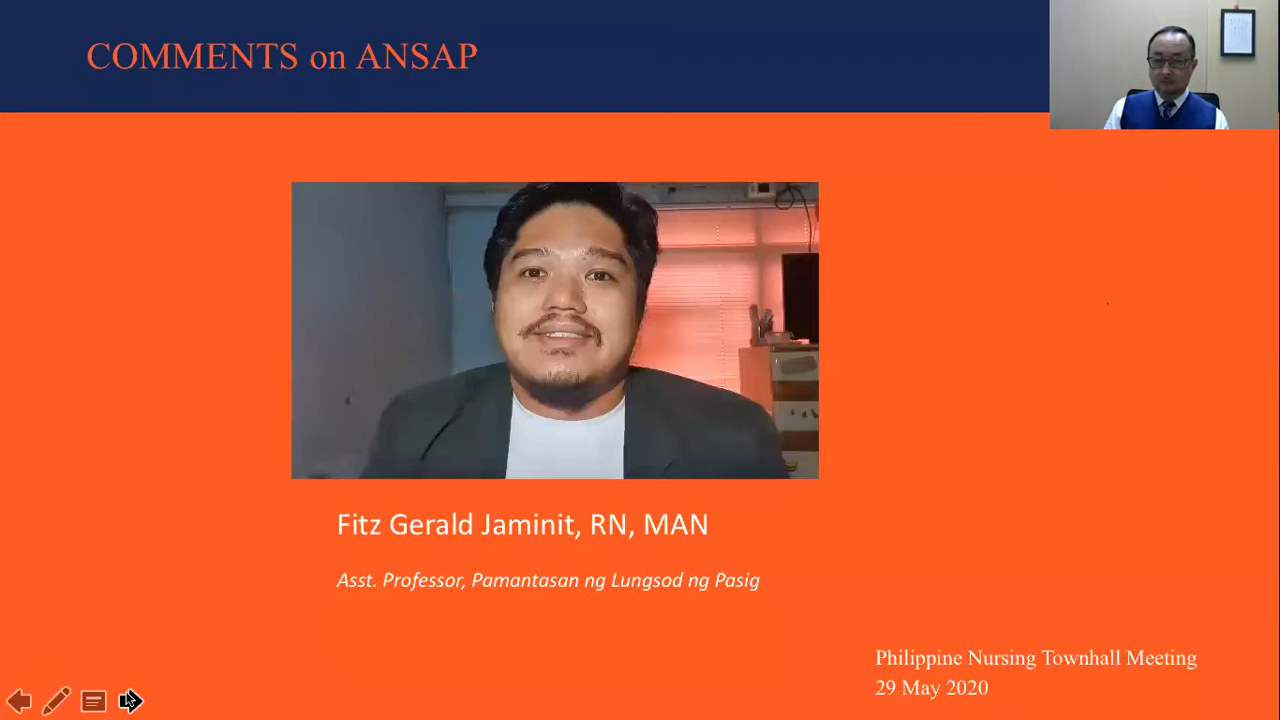 COMMENTS on ANSAP
Fitz Gerald Jaminit, RN, MAN
Asst. Professor, Pamantasan ng Lungsod ng Pasig
Philippine Nursing Townhall Meeting
29 May 2020